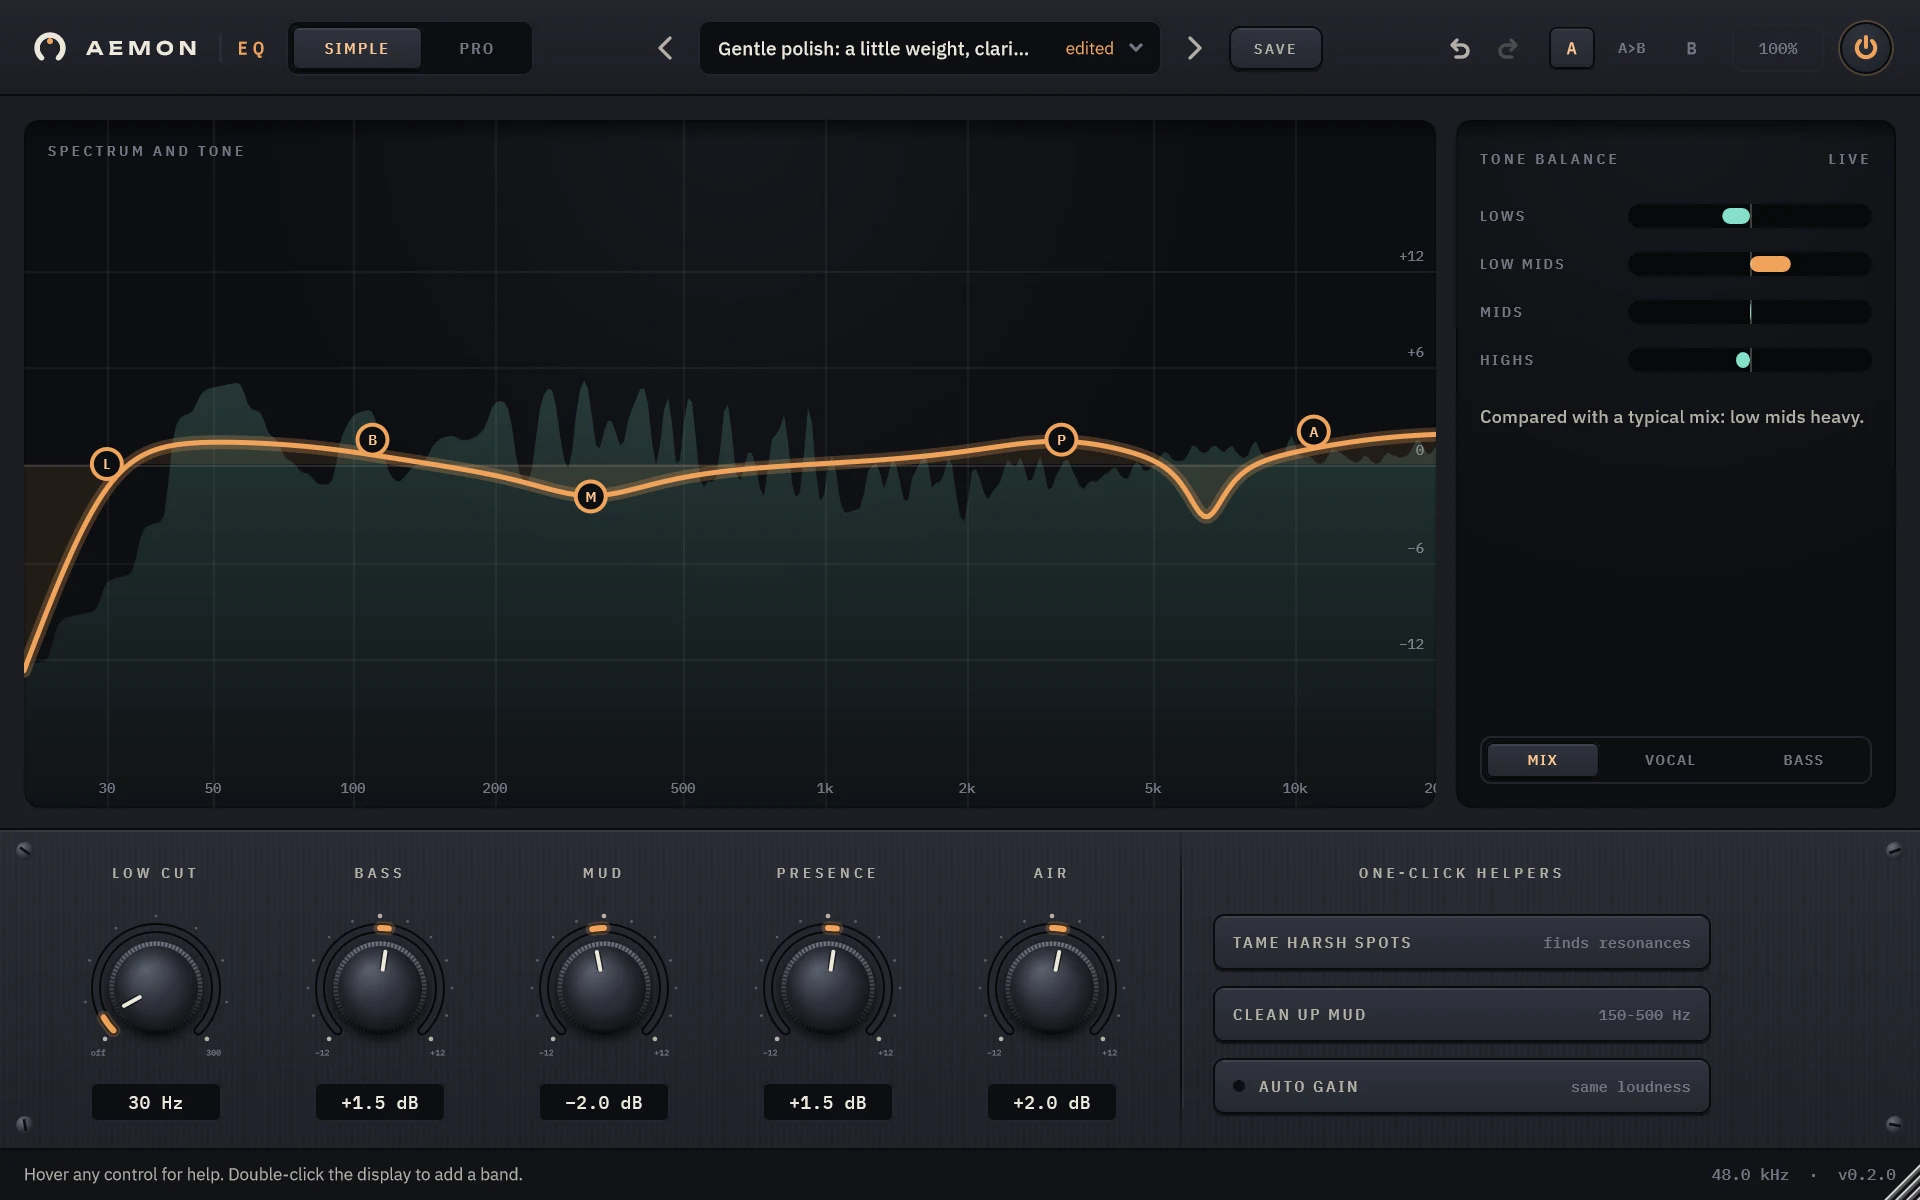 AEMON EQ SIMPLE PRO Gentle polish: a little weight, clari... edited SAVE A A>B B 100%
SPECTRUM AND TONE
+12
+6
0
−6
−12
30 50 100 200 500 1k 2k 5k 10k 20
TONE BALANCE LIVE
LOWS
LOW MIDS
MIDS
HIGHS
Compared with a typical mix: low mids heavy.
MIX VOCAL BASS
L B M P A
LOW CUT BASS MUD PRESENCE AIR
off 300 -12 +12 -12 +12 -12 +12 -12 +12
30 Hz +1.5 dB −2.0 dB +1.5 dB +2.0 dB
ONE-CLICK HELPERS
TAME HARSH SPOTS finds resonances
CLEAN UP MUD 150-500 Hz
AUTO GAIN same loudness
Hover any control for help. Double-click the display to add a band. 48.0 kHz · v0.2.0